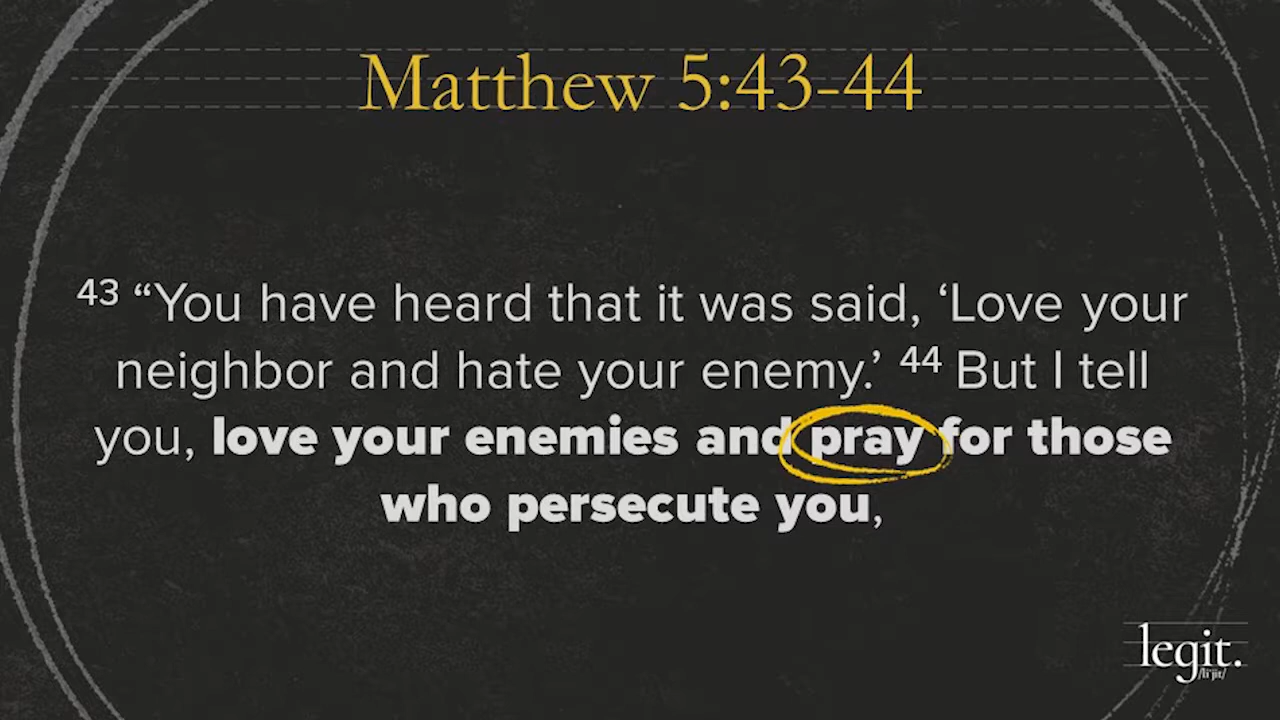 Matthew 5:43-44
43 “You have heard that it was said, ‘Love your
neighbor and hate your enemy.’ 44 But I tell
you, love your enemies and pray for those
who persecute you,
legit.